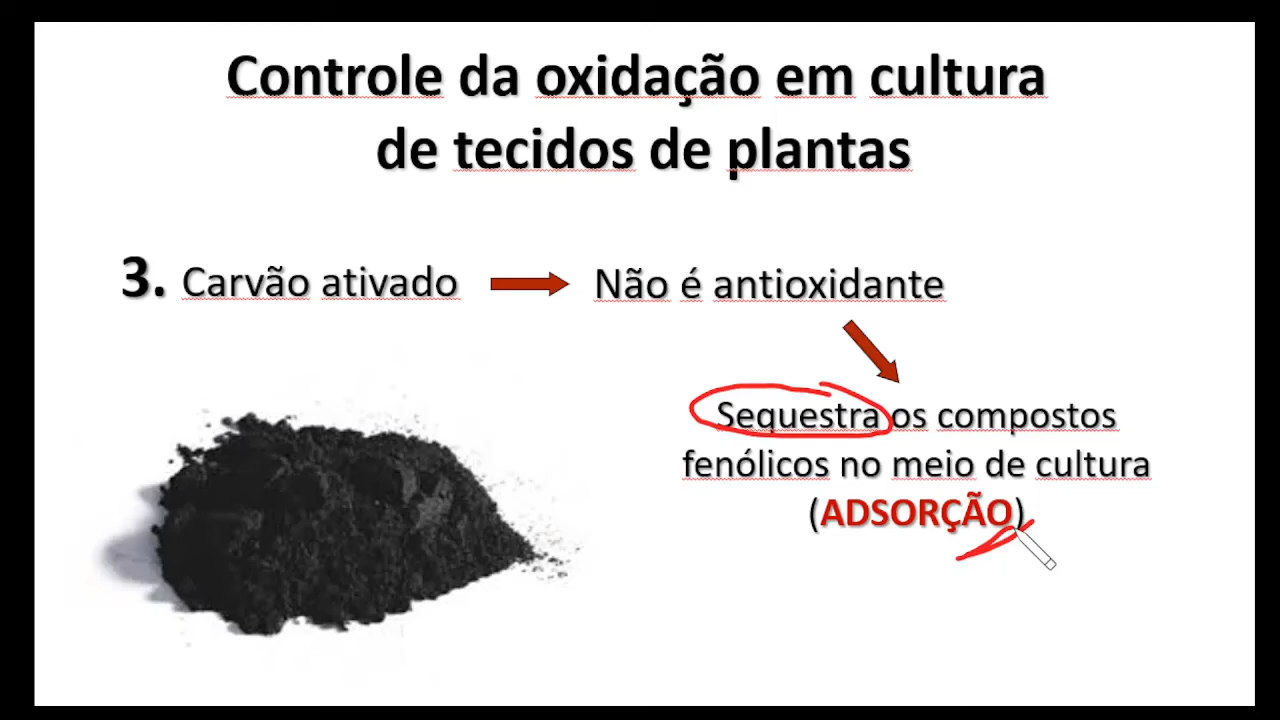 Controle da oxidação em cultura
de tecidos de plantas
3. Carvão ativado
Não é antioxidante
Sequestra os compostos
fenólicos no meio de cultura
(ADSORÇÃO)